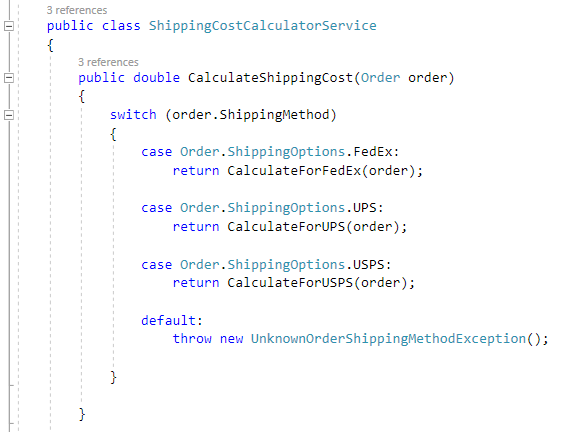 3 references
public class ShippingCostCalculatorService
{
3 references
public double CalculateShippingCost(Order order)
{
switch (order.ShippingMethod)
{
case Order.ShippingOptions.FedEx:
return CalculateForFedEx(order);
case Order.ShippingOptions.UPS:
return CalculateForUPS(order);
case Order.ShippingOptions.USPS:
return CalculateForUSPS(order);
default:
throw new UnknownOrderShippingMethodException();
}
}